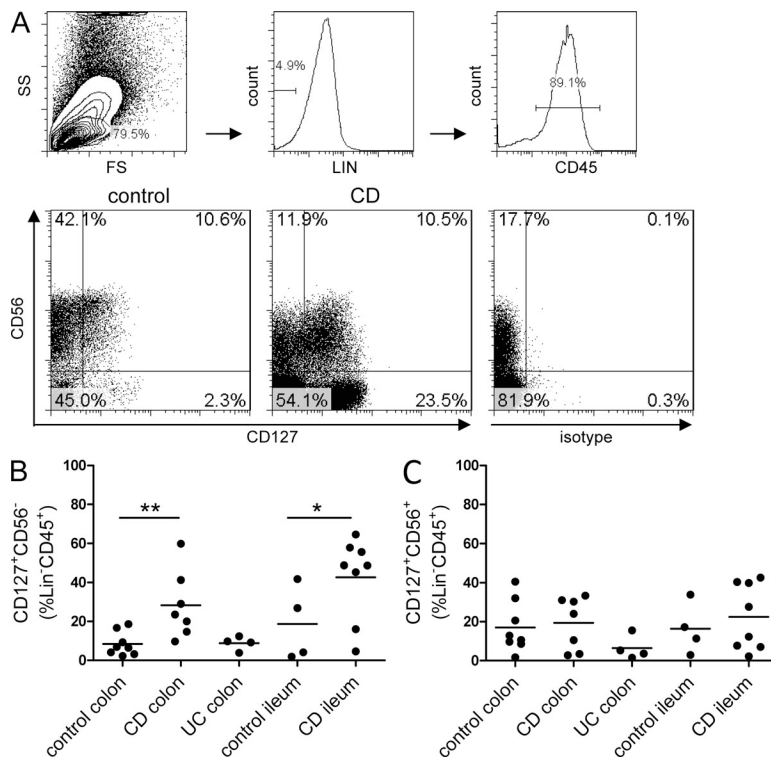 A
SS
79.5%
FS
count
4.9%
LIN
count
89.1%
CD45
control
CD
CD56
42.1% 10.6%
45.0% 2.3%
11.9% 10.5%
54.1% 23.5%
17.7% 0.1%
81.9% 0.3%
CD127
isotype
B
CD127⁺CD56⁻
(%Lin⁻CD45⁺)
100
80
60
40
20
0
**
*
control colon
CD colon
UC colon
control ileum
CD ileum
C
CD127⁺CD56⁺
(%Lin⁻CD45⁺)
100
80
60
40
20
0
control colon
CD colon
UC colon
control ileum
CD ileum